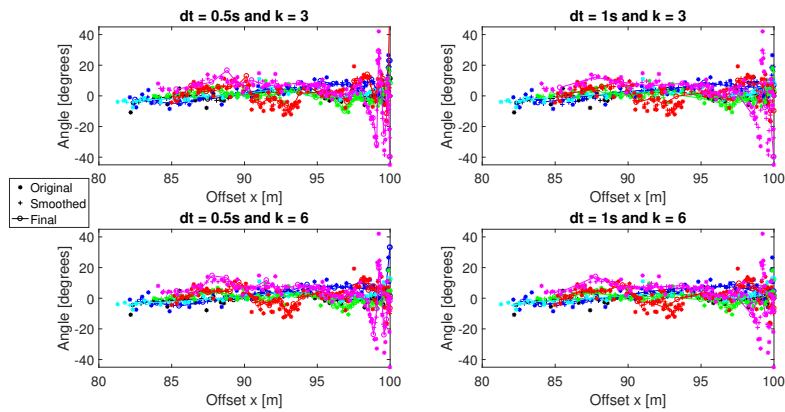 dt = 0.5s and k = 3
Angle [degrees]
40
20
0
-20
-40
80 85 90 95 100
Offset x [m]
dt = 1s and k = 3
Angle [degrees]
40
20
0
-20
-40
80 85 90 95 100
Offset x [m]
Original
Smoothed
Final
dt = 0.5s and k = 6
Angle [degrees]
40
20
0
-20
-40
80 85 90 95 100
Offset x [m]
dt = 1s and k = 6
Angle [degrees]
40
20
0
-20
-40
80 85 90 95 100
Offset x [m]